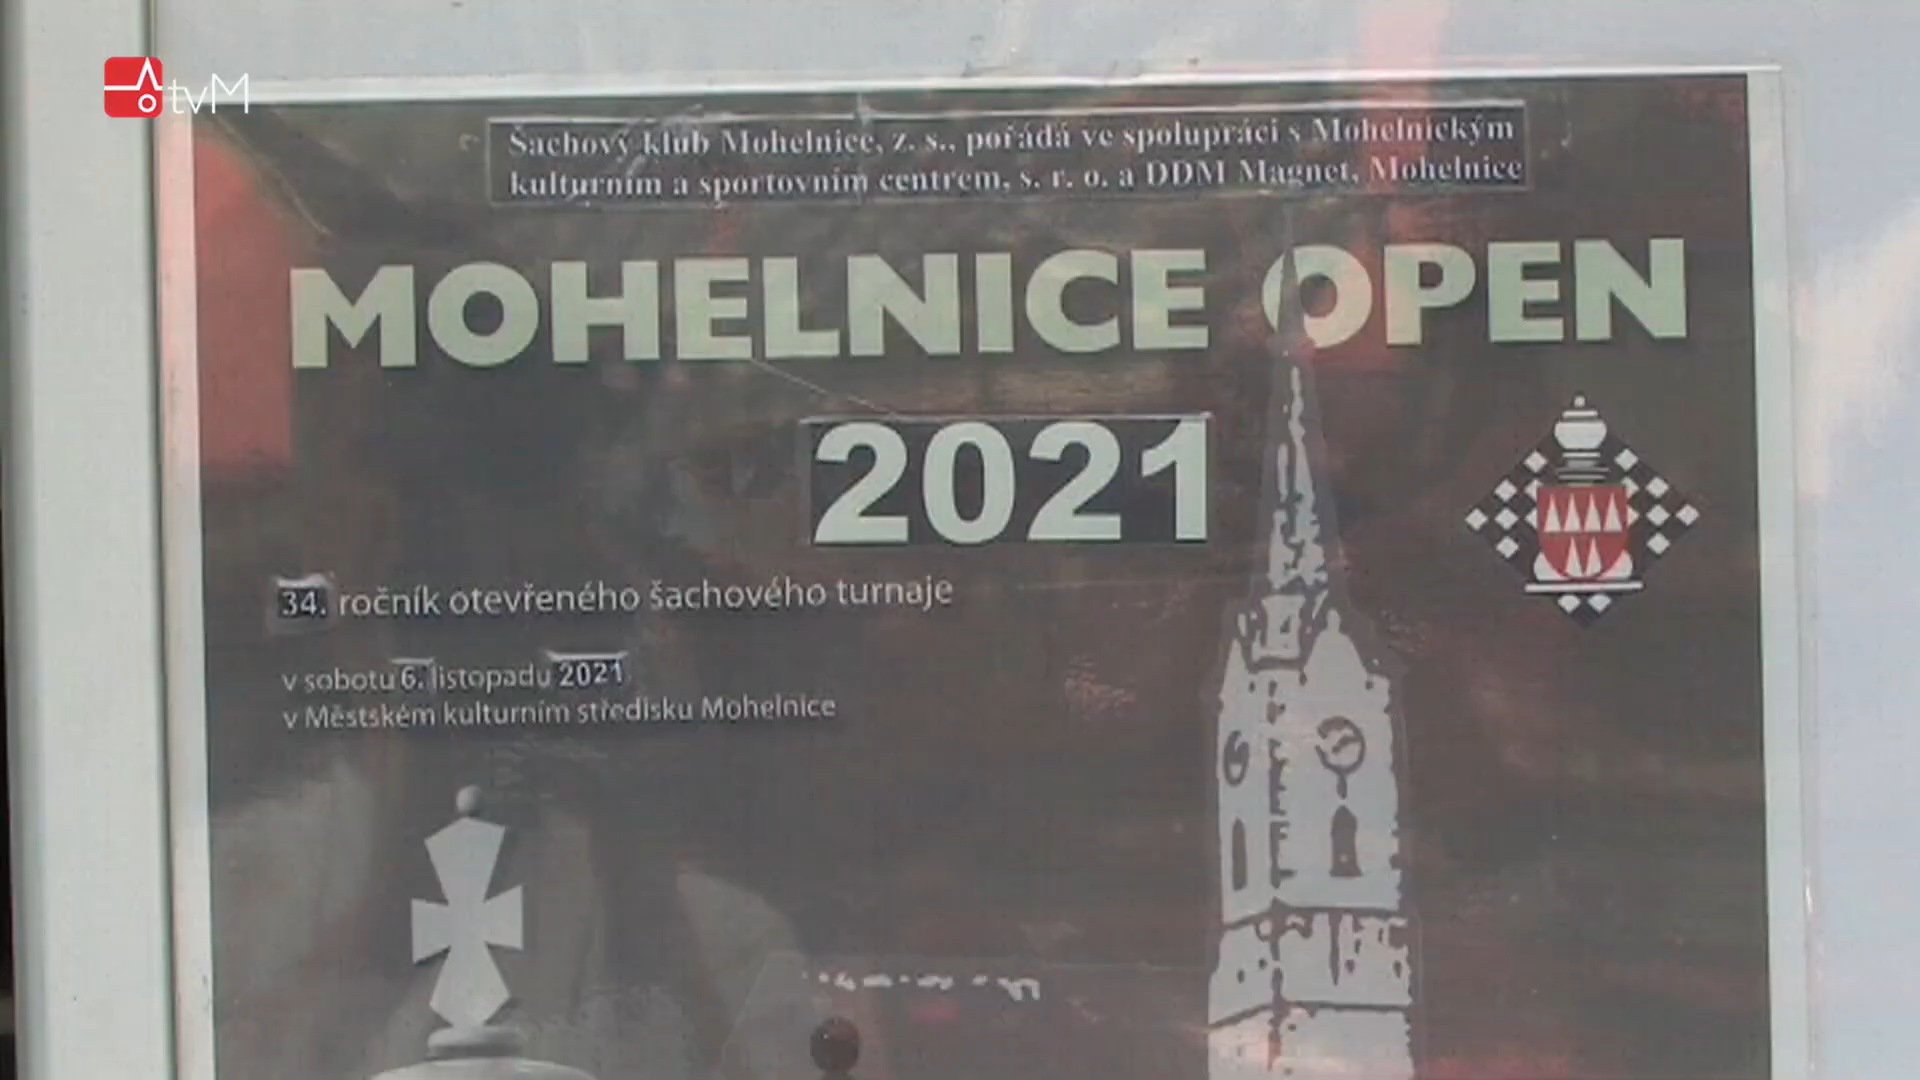 tvM
Šachový klub Mohelnice, z. s., pořádá ve spolupráci s Mohelnickým
kulturním a sportovním centrem, s. r. o. a DDM Magnet, Mohelnice
MOHELNICE OPEN
2021
34. ročník otevřeného šachového turnaje
v sobotu 6. listopadu 2021
v Městském kulturním středisku Mohelnice